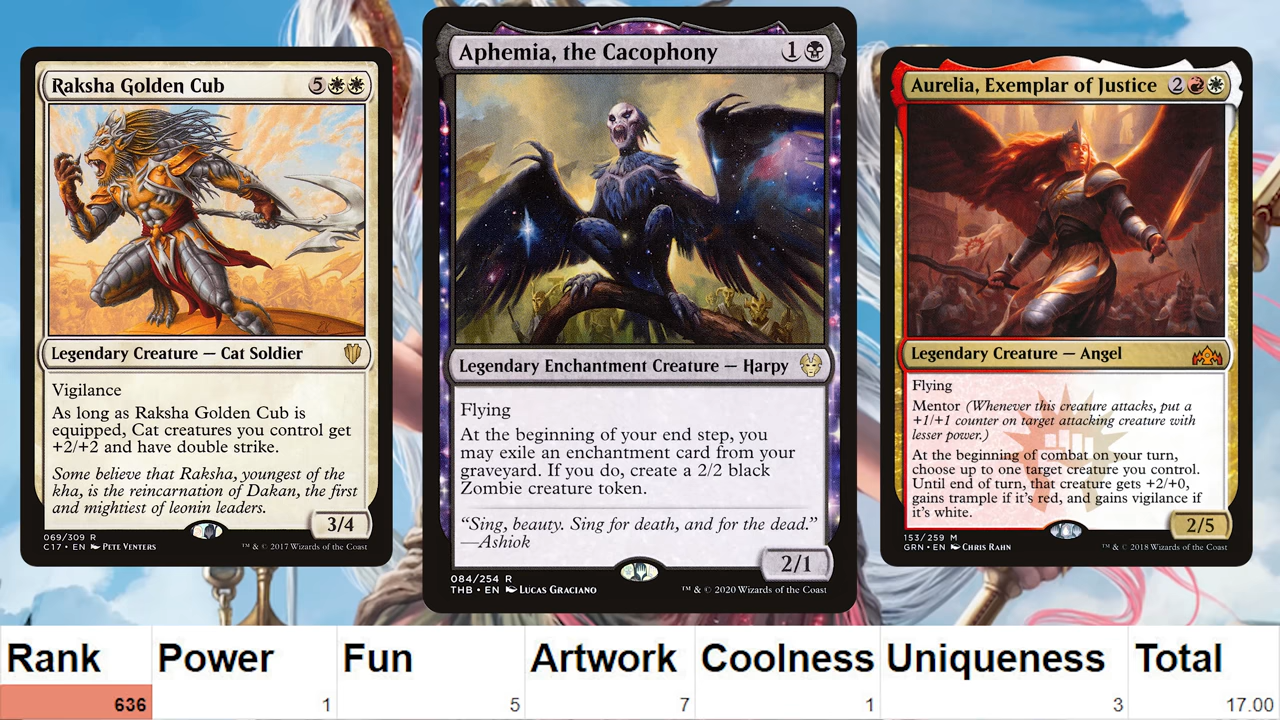 Raksha Golden Cub 5
Legendary Creature — Cat Soldier
Vigilance
As long as Raksha Golden Cub is
equipped, Cat creatures you control get
+2/+2 and have double strike.
Some believe that Raksha, youngest of the
kha, is the reincarnation of Dakan, the first
and mightiest of leonin leaders.
3/4
069/309 R
C17 • EN Pete Venters ™ & © 2017 Wizards of the Coast
Aphemia, the Cacophony 1
Legendary Enchantment Creature — Harpy
Flying
At the beginning of your end step, you
may exile an enchantment card from your
graveyard. If you do, create a 2/2 black
Zombie creature token.
“Sing, beauty. Sing for death, and for the dead.”
—Ashiok
2/1
084/254 R
THB • EN Lucas Graciano ™ & © 2020 Wizards of the Coast
Aurelia, Exemplar of Justice 2
Legendary Creature — Angel
Flying
Mentor (Whenever this creature attacks, put a
+1/+1 counter on target attacking creature with
lesser power.)
At the beginning of combat on your turn,
choose up to one target creature you control.
Until end of turn, that creature gets +2/+0,
gains trample if it's red, and gains vigilance if
it's white.
2/5
153/259 M
GRN • EN Chris Rahn ™ & © 2018 Wizards of the Coast
Rank Power Fun Artwork Coolness Uniqueness Total
636 1 5 7 1 3 17.00